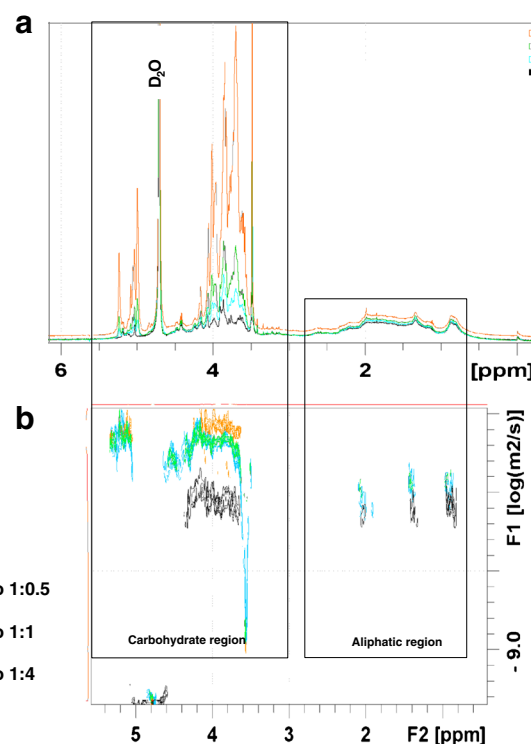 a
D₂O
6
4
2
[ppm]
b
F1 [log(m2/s)]
- 9.0
o 1:0.5
o 1:1
o 1:4
Carbohydrate region
Aliphatic region
5
4
3
2
F2 [ppm]